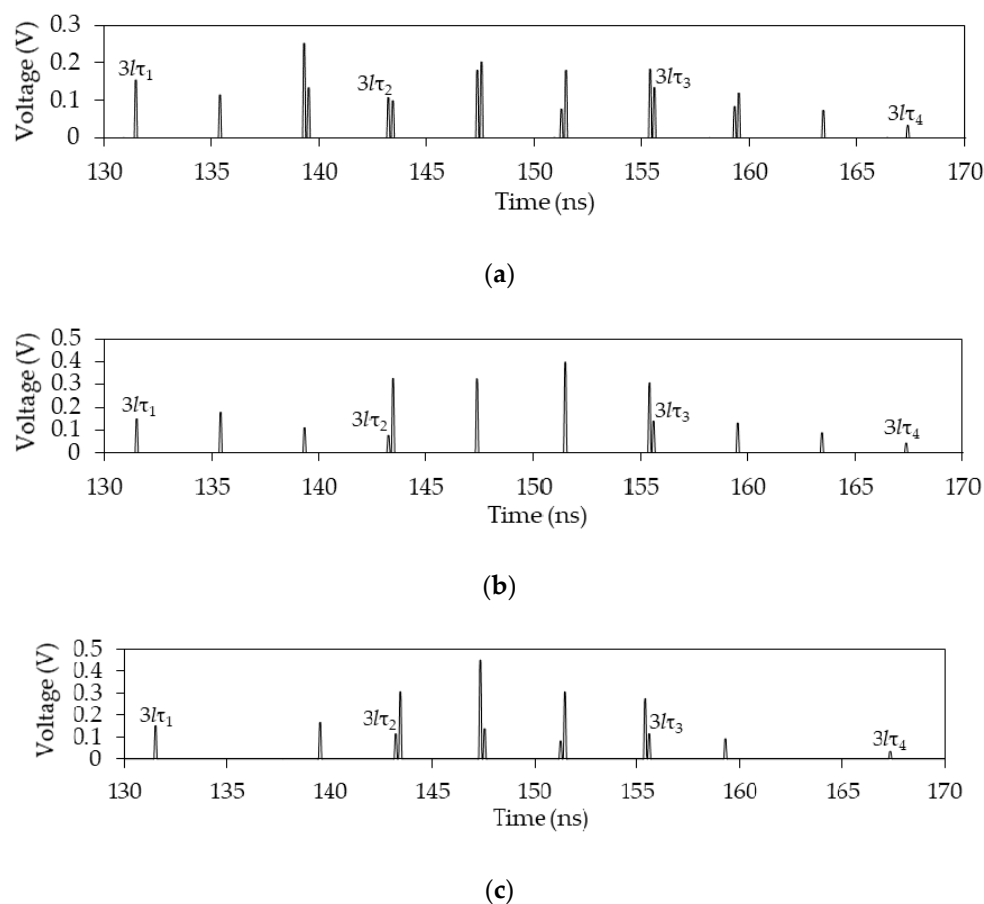 0.3
0.2
0.1
0
Voltage (V)
3lτ₁
3lτ₂
3lτ₃
3lτ₄
130 135 140 145 150 155 160 165 170
Time (ns)
(a)
0.5
0.4
0.3
0.2
0.1
0
Voltage (V)
3lτ₁
3lτ₂
3lτ₃
3lτ₄
130 135 140 145 150 155 160 165 170
Time (ns)
(b)
0.5
0.4
0.3
0.2
0.1
0
Voltage (V)
3lτ₁
3lτ₂
3lτ₃
3lτ₄
130 135 140 145 150 155 160 165 170
Time (ns)
(c)